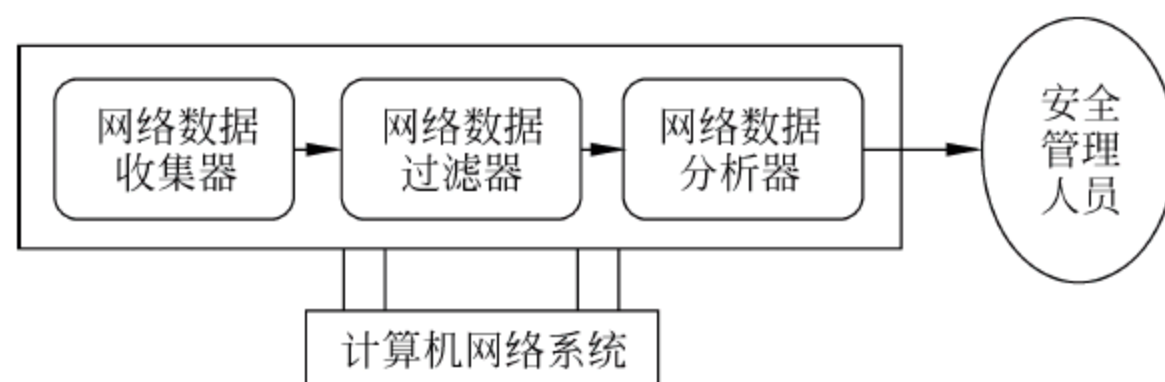 网络数据
收集器
网络数据
过滤器
网络数据
分析器
安全
管理
人员
计算机网络系统